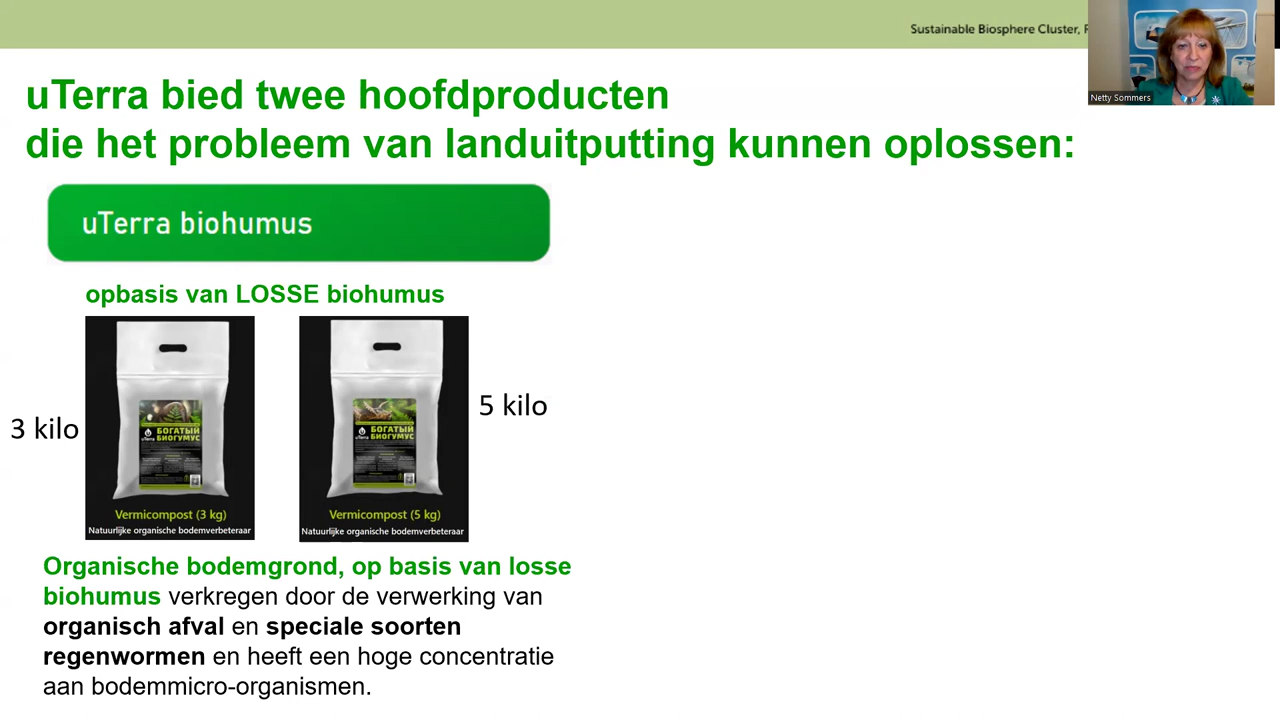 Sustainable Biosphere Cluster,
Netty Sommers
uTerra bied twee hoofdproducten
die het probleem van landuitputting kunnen oplossen:
uTerra biohumus
opbasis van LOSSE biohumus
3 kilo
uTerra
БОГАТЫЙ
БИОГУМУС
Vermicompost (3 kg)
Natuurlijke organische bodemverbeteraar
uTerra
БОГАТЫЙ
БИОГУМУС
Vermicompost (5 kg)
Natuurlijke organische bodemverbeteraar
5 kilo
Organische bodemgrond, op basis van losse
biohumus verkregen door de verwerking van
organisch afval en speciale soorten
regenwormen en heeft een hoge concentratie
aan bodemmicro-organismen.